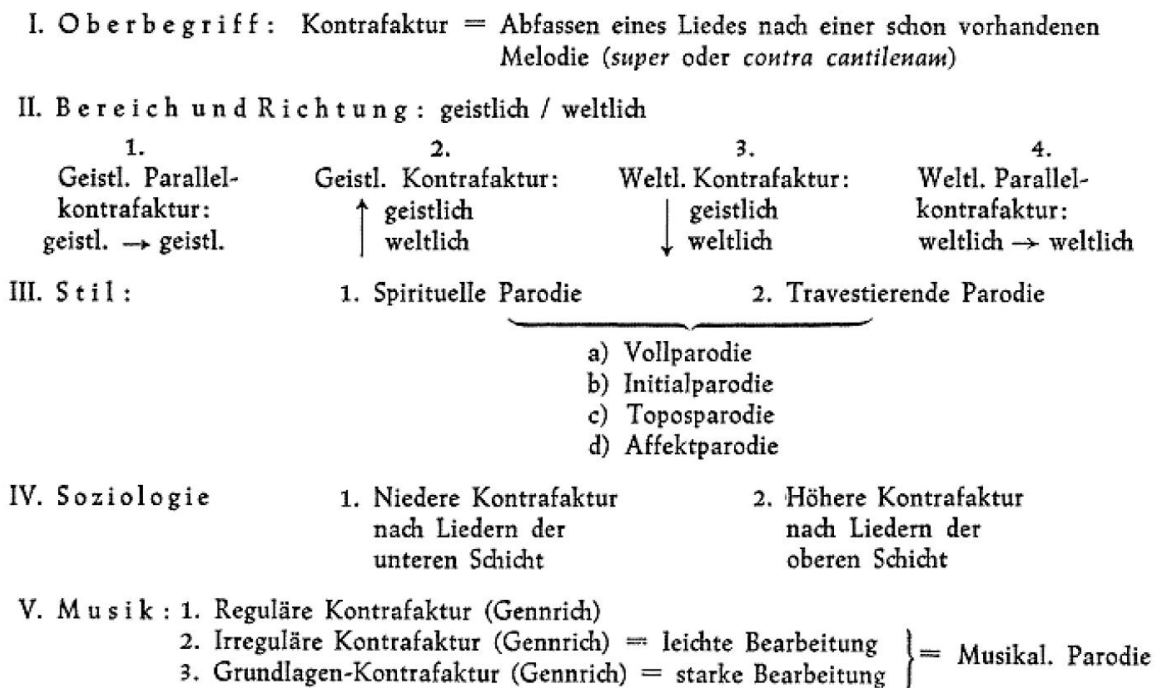 I. Oberbegriff: Kontrafaktur = Abfassen eines Liedes nach einer schon vorhandenen
Melodie (super oder contra cantilenam)
II. Bereich und Richtung: geistlich / weltlich
1. 2. 3. 4.
Geistl. Parallel- Geistl. Kontrafaktur: Weltl. Kontrafaktur: Weltl. Parallel-
kontrafaktur: ↑ geistlich ↓ geistlich kontrafaktur:
geistl. → geistl. weltlich weltlich weltlich → weltlich
III. Stil: 1. Spirituelle Parodie 2. Travestierende Parodie
a) Vollparodie
b) Initialparodie
c) Toposparodie
d) Affektparodie
IV. Soziologie 1. Niedere Kontrafaktur 2. Höhere Kontrafaktur
nach Liedern der nach Liedern der
unteren Schicht oberen Schicht
V. Musik: 1. Reguläre Kontrafaktur (Gennrich)
2. Irreguläre Kontrafaktur (Gennrich) = leichte Bearbeitung
3. Grundlagen-Kontrafaktur (Gennrich) = starke Bearbeitung } = Musikal. Parodie